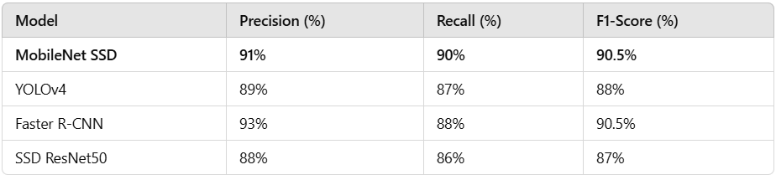 Model Precision (%) Recall (%) F1-Score (%)
MobileNet SSD 91% 90% 90.5%
YOLOv4 89% 87% 88%
Faster R-CNN 93% 88% 90.5%
SSD ResNet50 88% 86% 87%